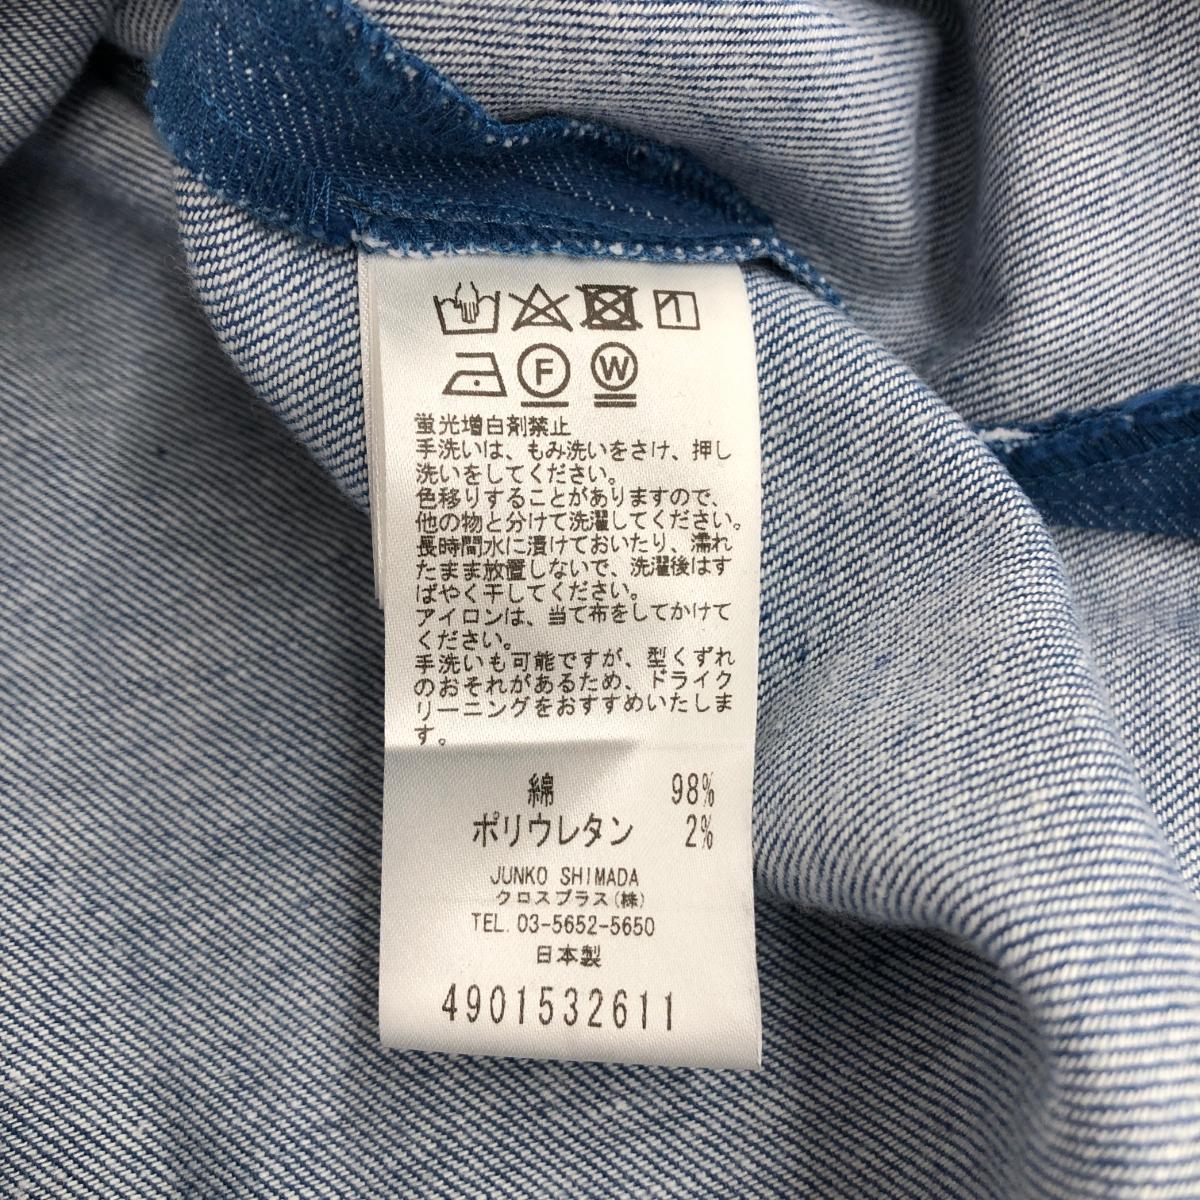 F W
蛍光増白剤禁止
手洗いは、もみ洗いをさけ、押し
洗いをしてください。
色移りすることがありますので、
他の物と分けて洗濯してください。
長時間水に漬けておいたり、濡れ
たまま放置しないで、洗濯後はす
ばやく干してください。
アイロンは、当て布をしてかけて
ください。
手洗いも可能ですが、型くずれ
のおそれがあるため、ドライク
リーニングをおすすめいたしま
す。
綿 98%
ポリウレタン 2%
JUNKO SHIMADA
クロスプラス(株)
TEL. 03-5652-5650
日本製
4901532611